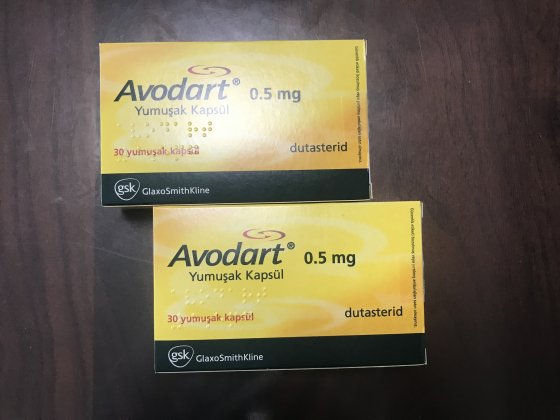 Avodart® 0.5 mg
Yumuşak Kapsül
30 yumuşak kapsül
dutasterid
gsk GlaxoSmithKline
Avodart® 0.5 mg
Yumuşak Kapsül
30 yumuşak kapsül
dutasterid
gsk GlaxoSmithKline